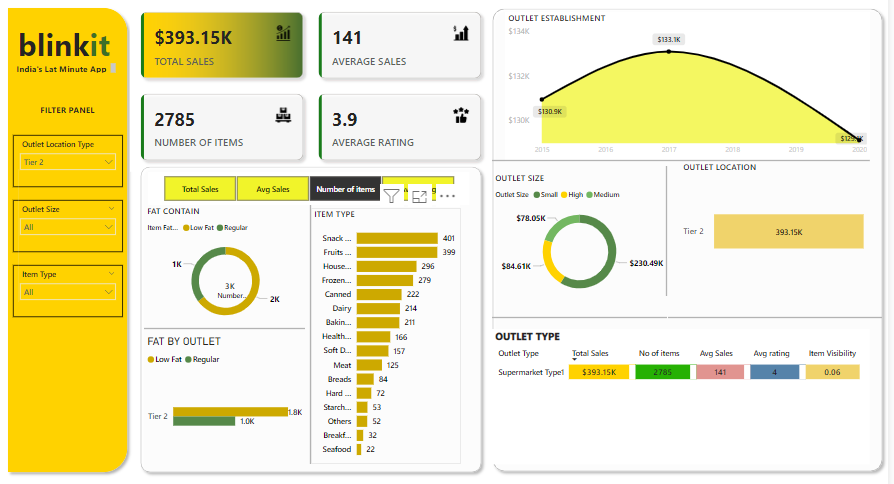 blinkit
India's Lat Minute App
FILTER PANEL
Outlet Location Type
Tier 2
Outlet Size
All
Item Type
All
$393.15K
TOTAL SALES
141
AVERAGE SALES
2785
NUMBER OF ITEMS
3.9
AVERAGE RATING
Total Sales
Avg Sales
Number of items
FAT CONTAIN
Item Fat... Low Fat Regular
1K
3K
Number...
2K
FAT BY OUTLET
Low Fat Regular
Tier 2
1.8K
1.0K
ITEM TYPE
Snack ... 401
Fruits ... 399
House... 296
Frozen... 279
Canned 222
Dairy 214
Bakin... 211
Health... 166
Soft D... 157
Meat 125
Breads 84
Hard ... 72
Starch... 53
Others 52
Breakf... 32
Seafood 22
OUTLET ESTABLISHMENT
$134K
$132K
$130K
$130.9K
$133.1K
2015 2016 2017 2018 2019 2020
OUTLET SIZE
Outlet Size Small High Medium
$78.05K
$84.61K
$230.49K
OUTLET LOCATION
Tier 2 393.15K
OUTLET TYPE
Outlet Type Total Sales No of items Avg Sales Avg rating Item Visibility
Supermarket Type1 $393.15K 2785 141 4 0.06